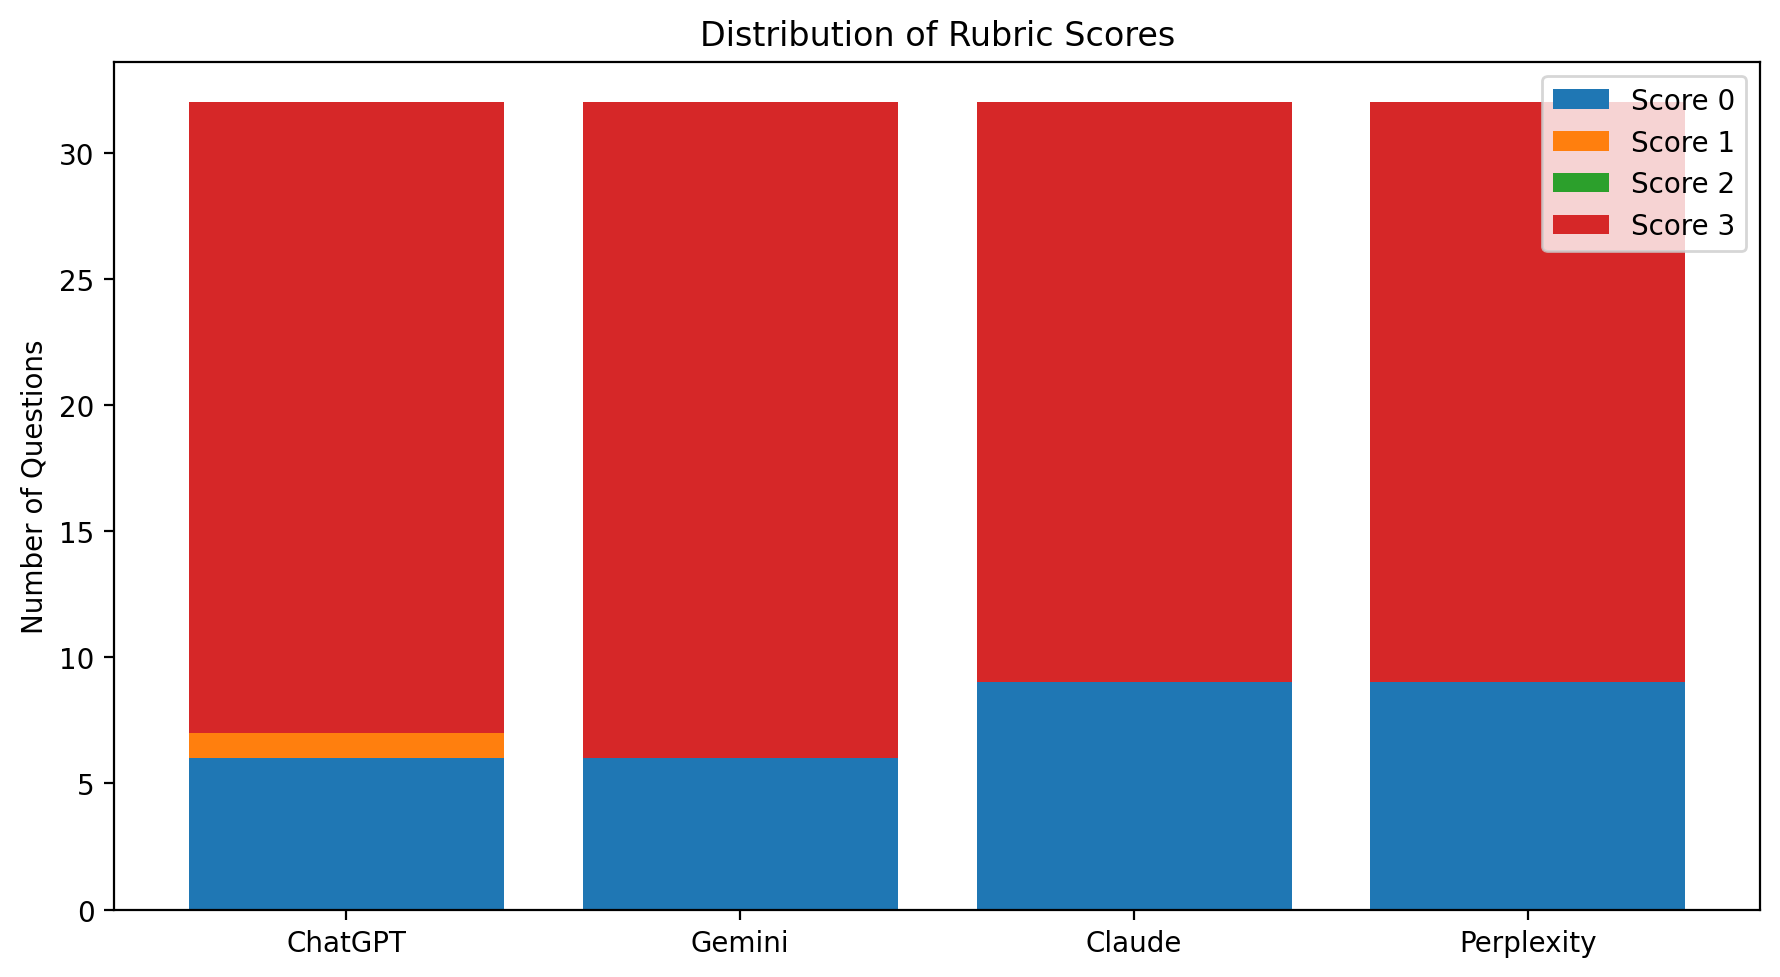 Distribution of Rubric Scores
Number of Questions
30
25
20
15
10
5
0
Score 0
Score 1
Score 2
Score 3
ChatGPT
Gemini
Claude
Perplexity